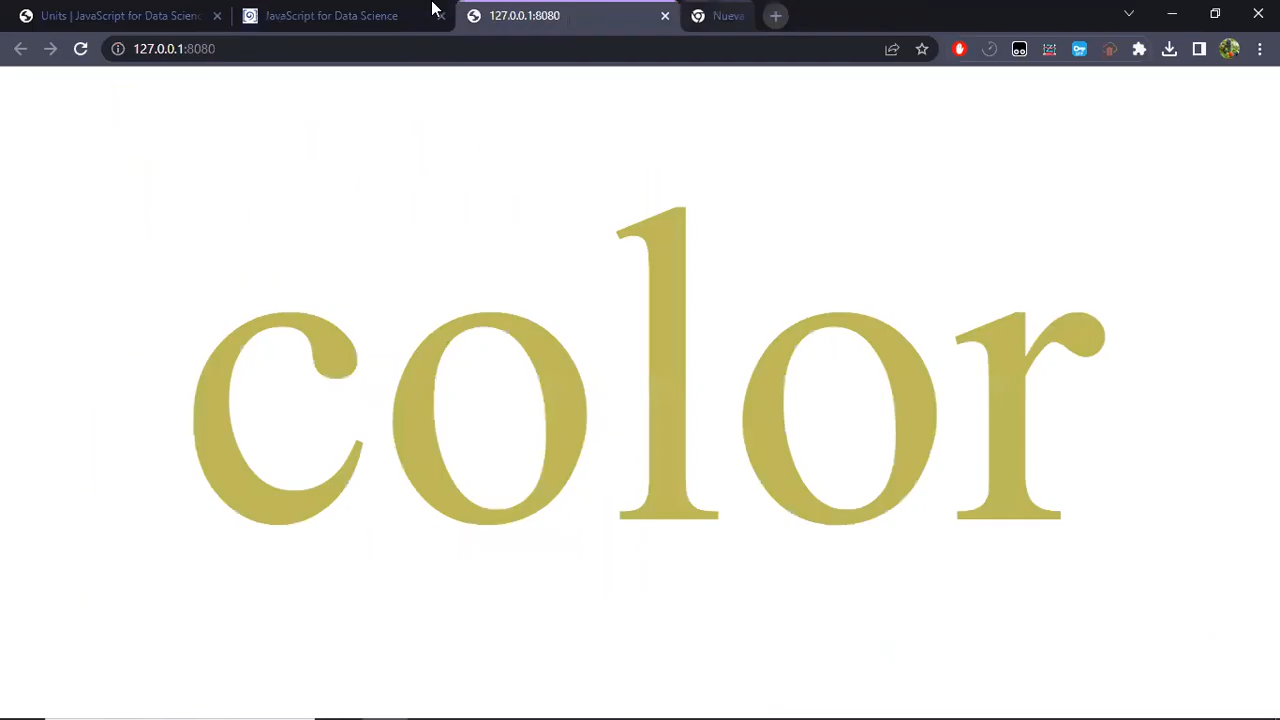 Units | JavaScript for Data Scienc
JavaScript for Data Science
127.0.0.1:8080
Nueva
127.0.0.1:8080
color